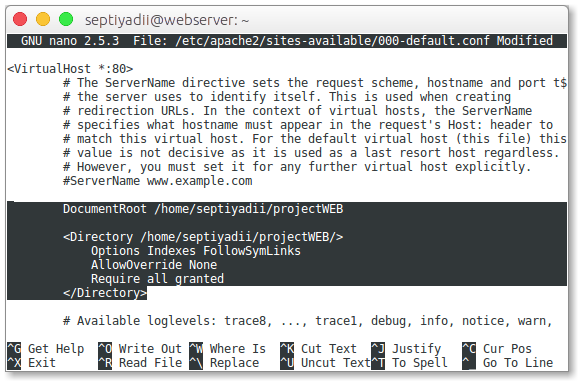 septiyadii@webserver: ~
GNU nano 2.5.3 File: /etc/apache2/sites-available/000-default.conf Modified
<VirtualHost *:80>
# The ServerName directive sets the request scheme, hostname and port t$
# the server uses to identify itself. This is used when creating
# redirection URLs. In the context of virtual hosts, the ServerName
# specifies what hostname must appear in the request's Host: header to
# match this virtual host. For the default virtual host (this file) this
# value is not decisive as it is used as a last resort host regardless.
# However, you must set it for any further virtual host explicitly.
#ServerName www.example.com
DocumentRoot /home/septiyadii/projectWEB
<Directory /home/septiyadii/projectWEB/>
Options Indexes FollowSymLinks
AllowOverride None
Require all granted
</Directory>
# Available loglevels: trace8, ..., trace1, debug, info, notice, warn,
^G Get Help ^O Write Out ^W Where Is ^K Cut Text ^J Justify ^C Cur Pos
^X Exit ^R Read File ^\ Replace ^U Uncut Text ^T To Spell ^_ Go To Line